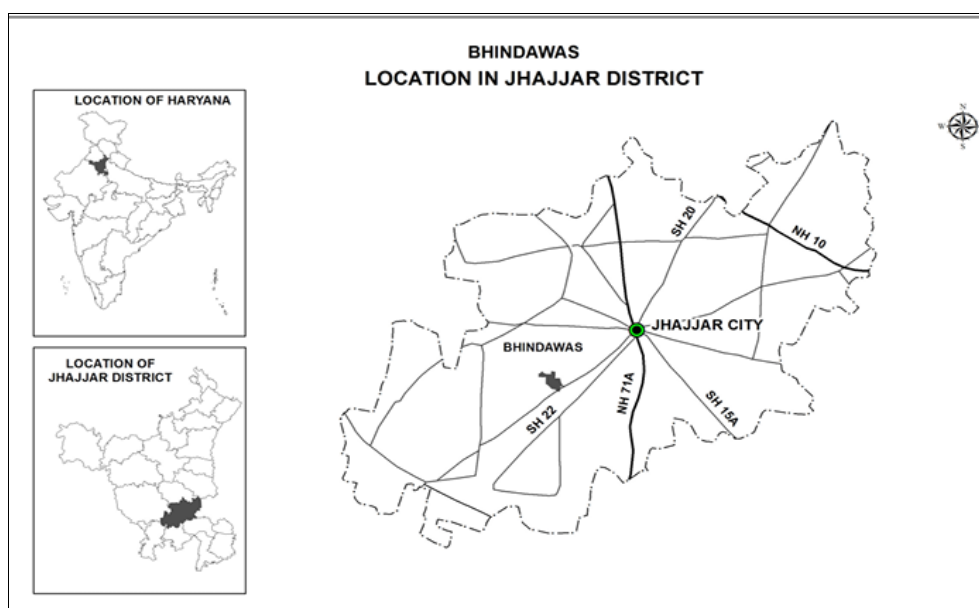 BHINDAWAS
LOCATION IN JHAJJAR DISTRICT
LOCATION OF HARYANA
N
W
S
SH 20
NH 10
JHAJJAR CITY
BHINDAWAS
LOCATION OF
JHAJJAR DISTRICT
NH 71A
SH 15A
SH 22